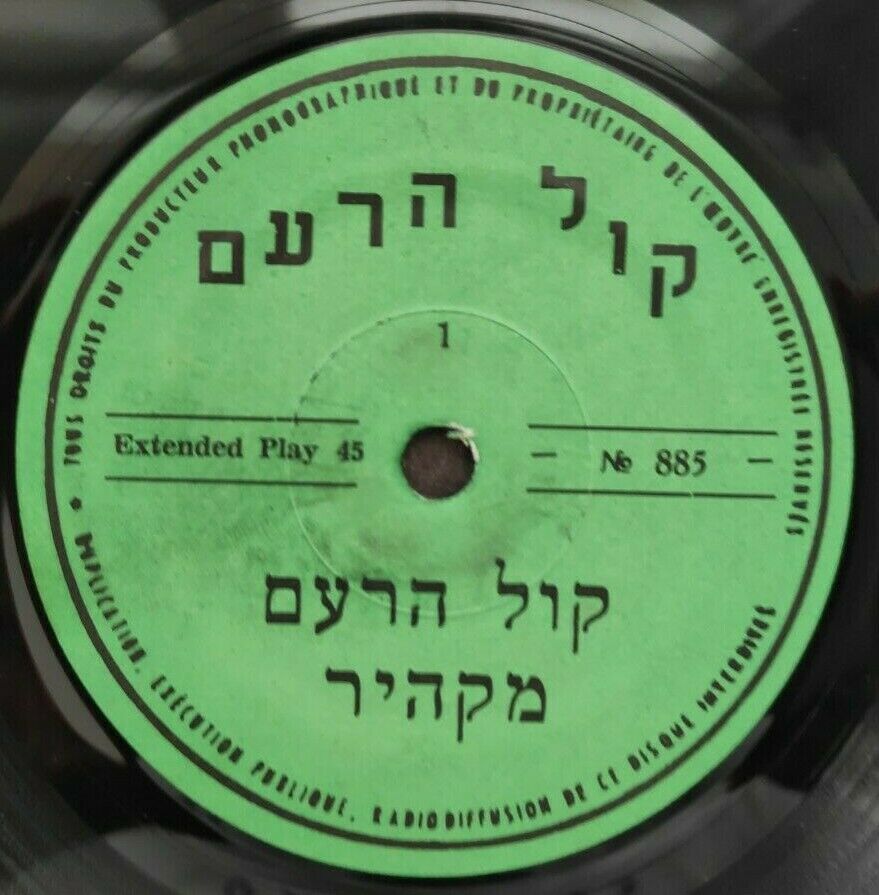 TOUS DROITS DU PRODUCTEUR PHONOGRAPHIQUE ET DU PROPRIÉTAIRE DE L'ŒUVRE ENREGISTRÉE RÉSERVÉS
קול הרעם
1
Extended Play 45
- № 885 -
קול הרעם
מקהיר
EXÉCUTION PUBLIQUE, RADIODIFFUSION DE CE DISQUE INTERDITES